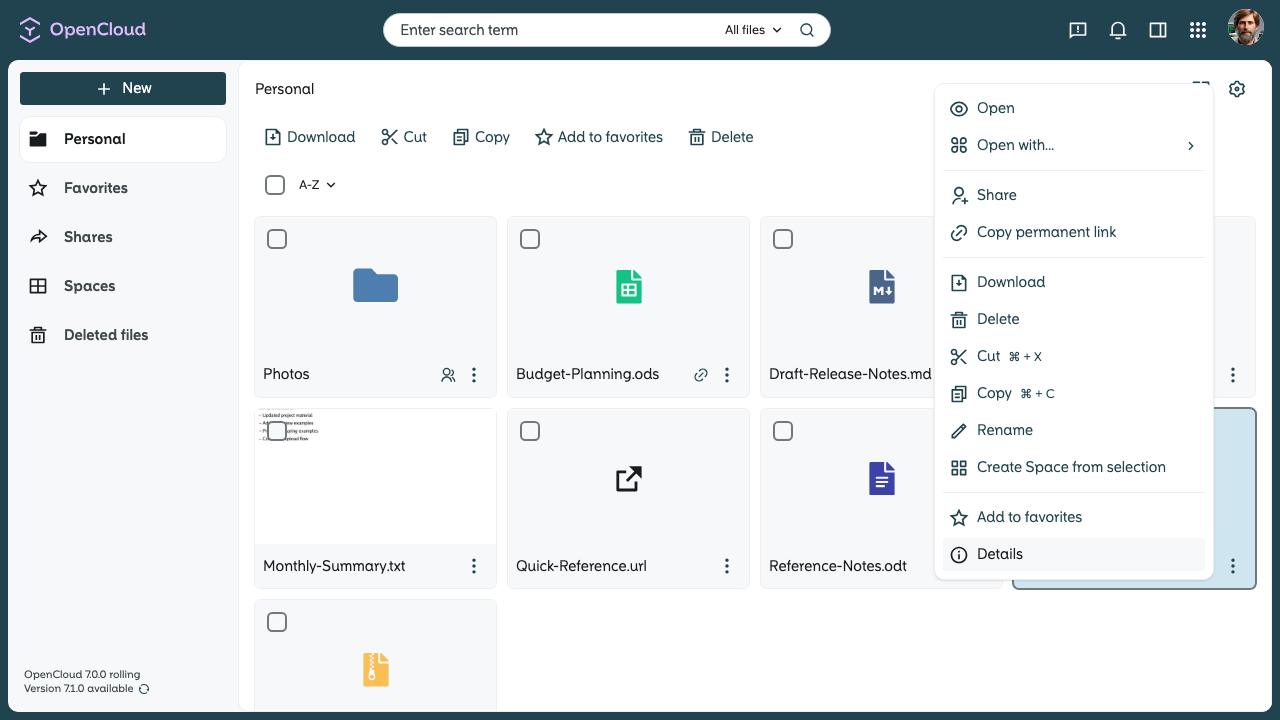 OpenCloud
Enter search term
All files
New
Personal
Favorites
Shares
Spaces
Deleted files
OpenCloud 7.0.0 rolling
Version 7.1.0 available
Personal
Download
Cut
Copy
Add to favorites
Delete
A-Z
Photos
Budget-Planning.ods
Draft-Release-Notes.md
– Updated project material
Monthly-Summary.txt
Quick-Reference.url
Reference-Notes.odt
Open
Open with...
Share
Copy permanent link
Download
Delete
Cut ⌘ + X
Copy ⌘ + C
Rename
Create Space from selection
Add to favorites
Details